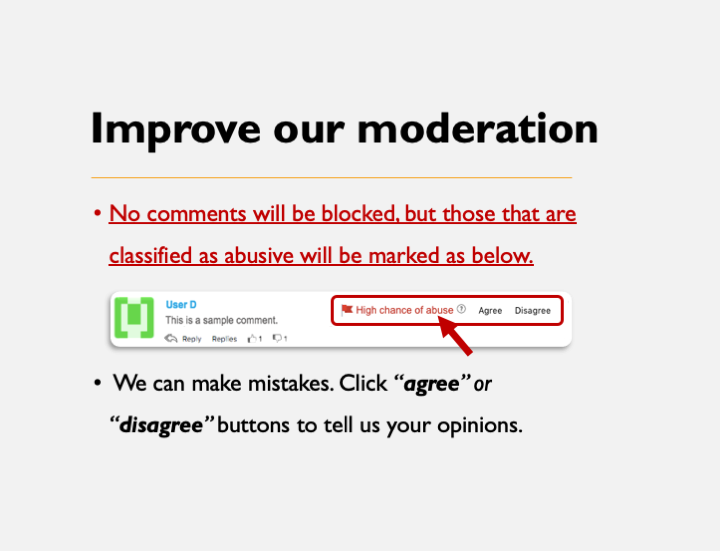 Improve our moderation
• No comments will be blocked, but those that are
classified as abusive will be marked as below.
User D
High chance of abuse ? Agree Disagree
This is a sample comment.
Reply Replies 1 1
• We can make mistakes. Click “agree” or
“disagree” buttons to tell us your opinions.